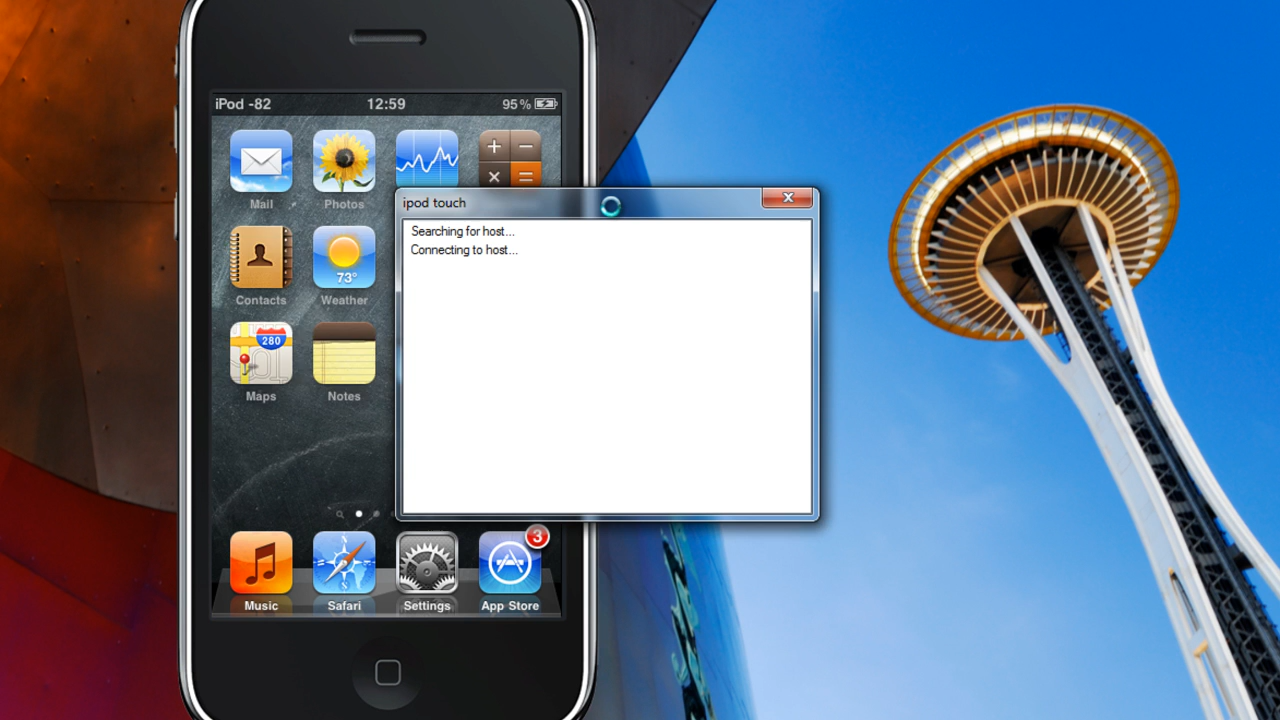 iPod -82 12:59 95%
Mail Photos
ipod touch
Searching for host...
Connecting to host...
73°
Contacts Weather
280
Maps Notes
3
Music Safari Settings App Store